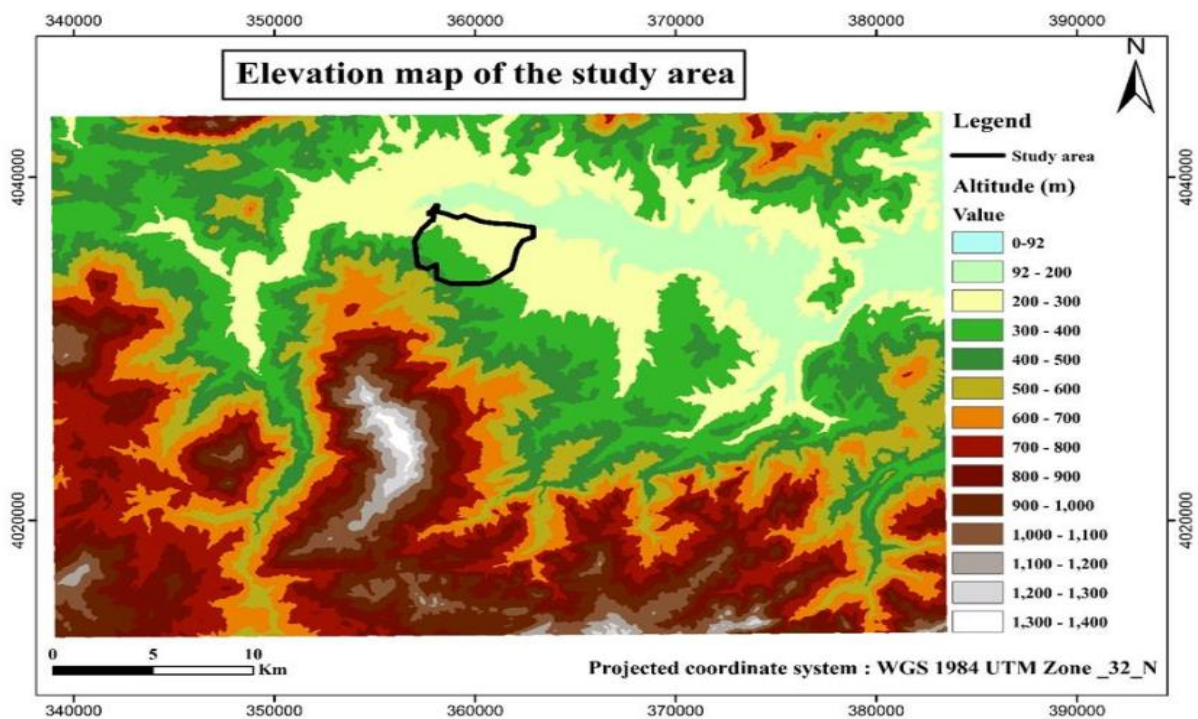 340000 350000 360000 370000 380000 390000
Elevation map of the study area
N
Legend
Study area
4040000
4040000
Altitude (m)
Value
0-92
92 - 200
200 - 300
300 - 400
400 - 500
500 - 600
600 - 700
700 - 800
800 - 900
900 - 1,000
4020000
4020000
1,000 - 1,100
1,100 - 1,200
1,200 - 1,300
1,300 - 1,400
0 5 10
Km
Projected coordinate system : WGS 1984 UTM Zone _32_N
340000 350000 360000 370000 380000 390000